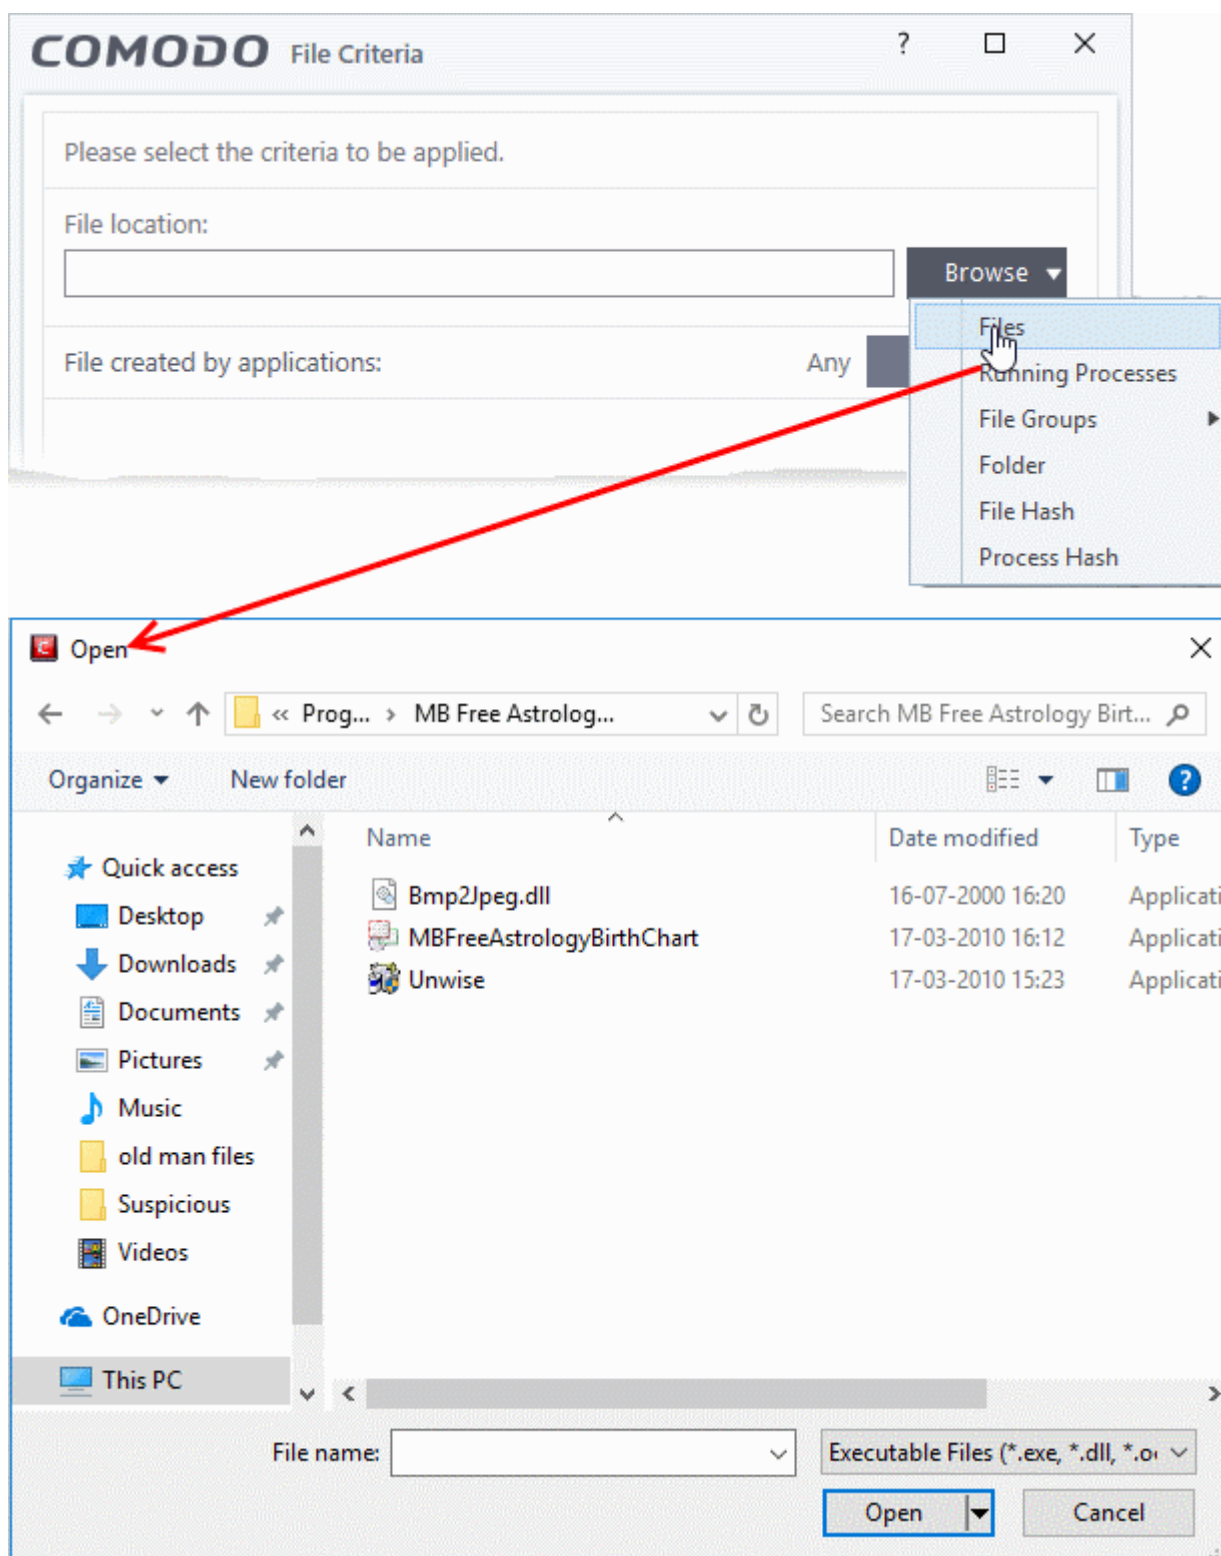 COMODO File Criteria ?
Please select the criteria to be applied.
File location:
Browse
Files
File created by applications: Any
Running Processes
File Groups
Folder
File Hash
Process Hash
Open
« Prog... › MB Free Astrolog... Search MB Free Astrology Birt...
Organize New folder ?
Name Date modified Type
Quick access
Bmp2Jpeg.dll 16-07-2000 16:20 Applicati
Desktop
MBFreeAstrologyBirthChart 17-03-2010 16:12 Applicati
Downloads
Unwise 17-03-2010 15:23 Applicati
Documents
Pictures
Music
old man files
Suspicious
Videos
OneDrive
This PC
File name: Executable Files (*.exe, *.dll, *.o
Open Cancel